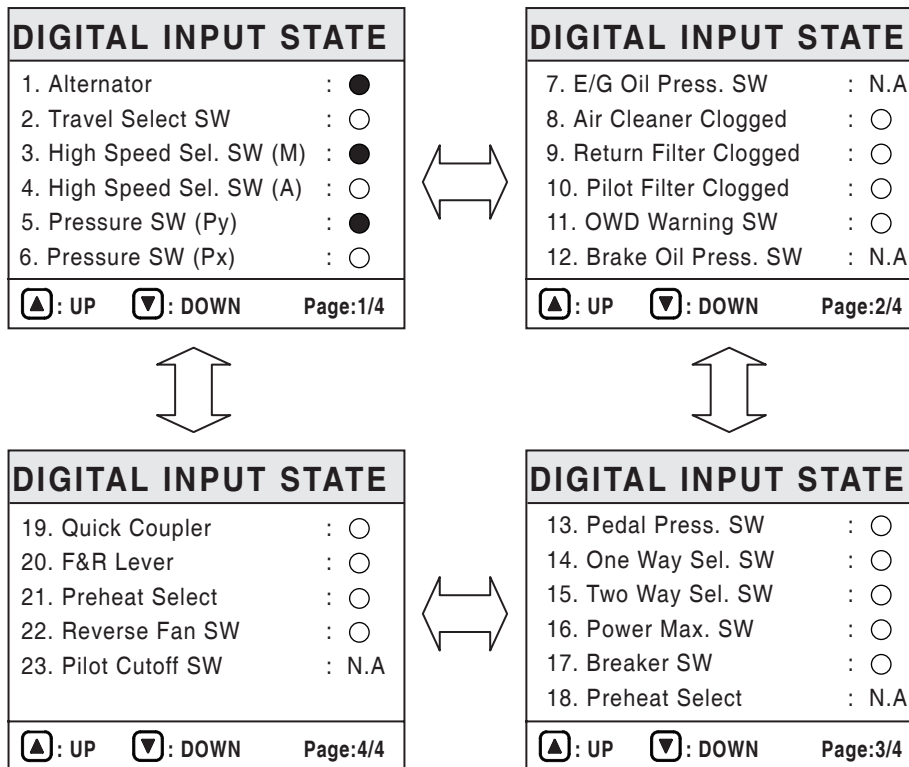 DIGITAL INPUT STATE
1. Alternator : ●
2. Travel Select SW : ○
3. High Speed Sel. SW (M) : ●
4. High Speed Sel. SW (A) : ○
5. Pressure SW (Py) : ●
6. Pressure SW (Px) : ○
▲: UP ▼: DOWN Page:1/4
DIGITAL INPUT STATE
7. E/G Oil Press. SW : N.A
8. Air Cleaner Clogged : ○
9. Return Filter Clogged : ○
10. Pilot Filter Clogged : ○
11. OWD Warning SW : ○
12. Brake Oil Press. SW : N.A
▲: UP ▼: DOWN Page:2/4
DIGITAL INPUT STATE
19. Quick Coupler : ○
20. F&R Lever : ○
21. Preheat Select : ○
22. Reverse Fan SW : ○
23. Pilot Cutoff SW : N.A
▲: UP ▼: DOWN Page:4/4
DIGITAL INPUT STATE
13. Pedal Press. SW : ○
14. One Way Sel. SW : ○
15. Two Way Sel. SW : ○
16. Power Max. SW : ○
17. Breaker SW : ○
18. Preheat Select : N.A
▲: UP ▼: DOWN Page:3/4